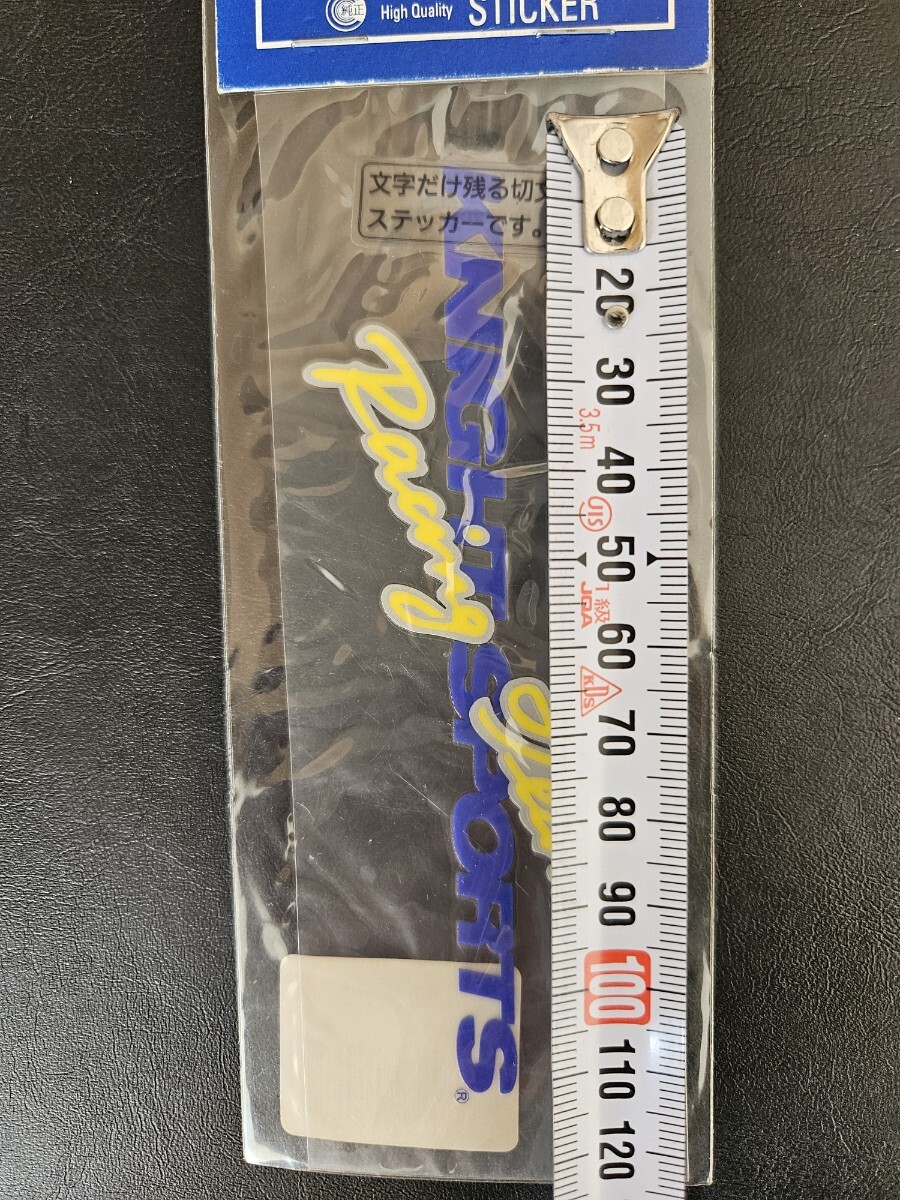 純正
High Quality STICKER
文字だけ残る切文
ステッカーです。
KNIGHT SPORTS
Racing
®
20
30
3.5m
40
JIS
50
1級
JQA
60
KDS
70
80
90
100
110
120